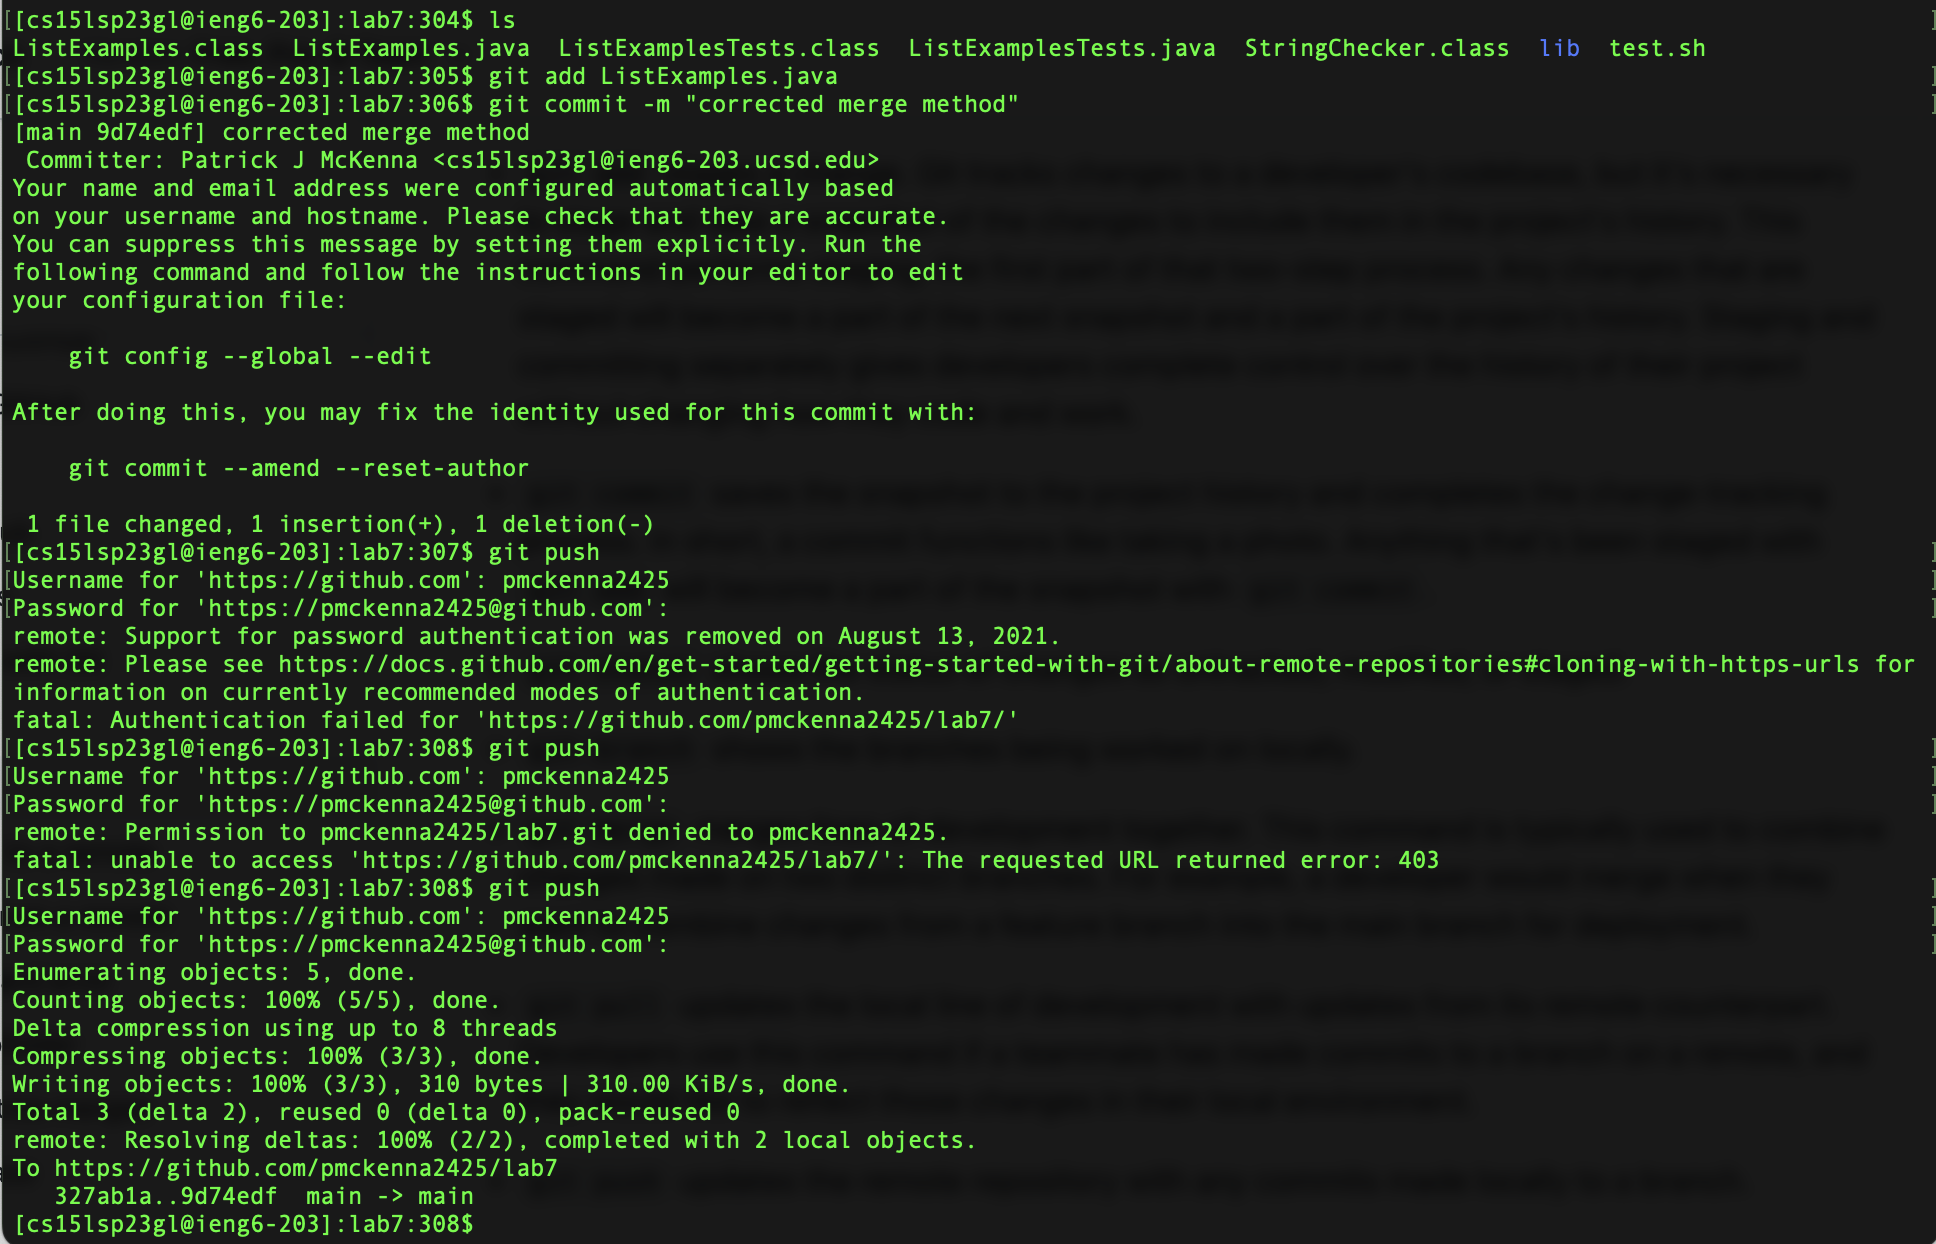 [[cs15lsp23gl@ieng6-203]:lab7:304$ ls
ListExamples.class  ListExamples.java  ListExamplesTests.class  ListExamplesTests.java  StringChecker.class  lib  test.sh
[[cs15lsp23gl@ieng6-203]:lab7:305$ git add ListExamples.java
[[cs15lsp23gl@ieng6-203]:lab7:306$ git commit -m "corrected merge method"
[main 9d74edf] corrected merge method
 Committer: Patrick J McKenna <cs15lsp23gl@ieng6-203.ucsd.edu>
Your name and email address were configured automatically based
on your username and hostname. Please check that they are accurate.
You can suppress this message by setting them explicitly. Run the
following command and follow the instructions in your editor to edit
your configuration file:
    git config --global --edit
After doing this, you may fix the identity used for this commit with:
    git commit --amend --reset-author
 1 file changed, 1 insertion(+), 1 deletion(-)
[[cs15lsp23gl@ieng6-203]:lab7:307$ git push
[Username for 'https://github.com': pmckenna2425
[Password for 'https://pmckenna2425@github.com':
remote: Support for password authentication was removed on August 13, 2021.
remote: Please see https://docs.github.com/en/get-started/getting-started-with-git/about-remote-repositories#cloning-with-https-urls for
information on currently recommended modes of authentication.
fatal: Authentication failed for 'https://github.com/pmckenna2425/lab7/'
[[cs15lsp23gl@ieng6-203]:lab7:308$ git push
[Username for 'https://github.com': pmckenna2425
[Password for 'https://pmckenna2425@github.com':
remote: Permission to pmckenna2425/lab7.git denied to pmckenna2425.
fatal: unable to access 'https://github.com/pmckenna2425/lab7/': The requested URL returned error: 403
[[cs15lsp23gl@ieng6-203]:lab7:308$ git push
[Username for 'https://github.com': pmckenna2425
[Password for 'https://pmckenna2425@github.com':
Enumerating objects: 5, done.
Counting objects: 100% (5/5), done.
Delta compression using up to 8 threads
Compressing objects: 100% (3/3), done.
Writing objects: 100% (3/3), 310 bytes | 310.00 KiB/s, done.
Total 3 (delta 2), reused 0 (delta 0), pack-reused 0
remote: Resolving deltas: 100% (2/2), completed with 2 local objects.
To https://github.com/pmckenna2425/lab7
   327ab1a..9d74edf  main -> main
[cs15lsp23gl@ieng6-203]:lab7:308$